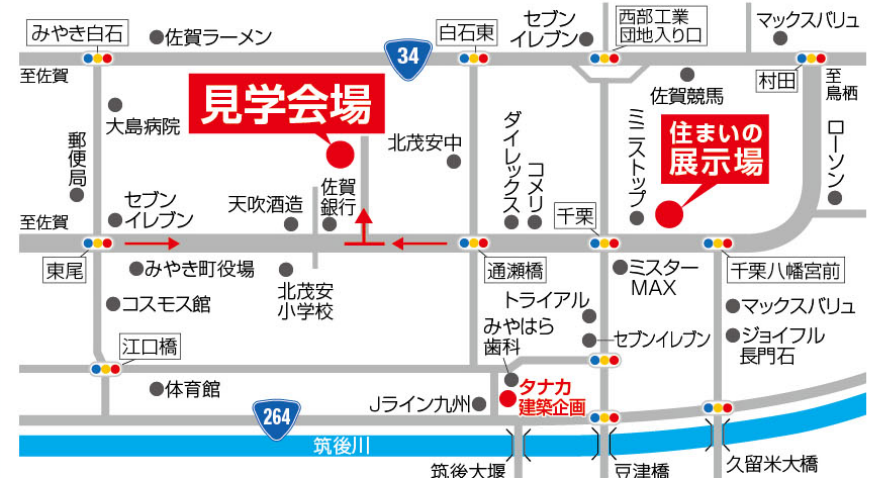 みやき白石
佐賀ラーメン
白石東
セブン
イレブン
西部工業
団地入り口
マックスバリュ
34
至佐賀
村田
至
鳥栖
見学会場
佐賀競馬
住まいの
展示場
大島病院
郵便局
北茂安中
ダイレックス
コメリ
ミニストップ
ローソン
セブン
イレブン
天吹酒造
佐賀
銀行
千栗
至佐賀
東尾
みやき町役場
北茂安
小学校
通瀬橋
ミスター
MAX
千栗八幡宮前
コスモス館
トライアル
マックスバリュ
みやはら
歯科
セブンイレブン
ジョイフル
長門石
江口橋
体育館
Jライン九州
タナカ
建築企画
264
筑後川
筑後大堰
豆津橋
久留米大橋